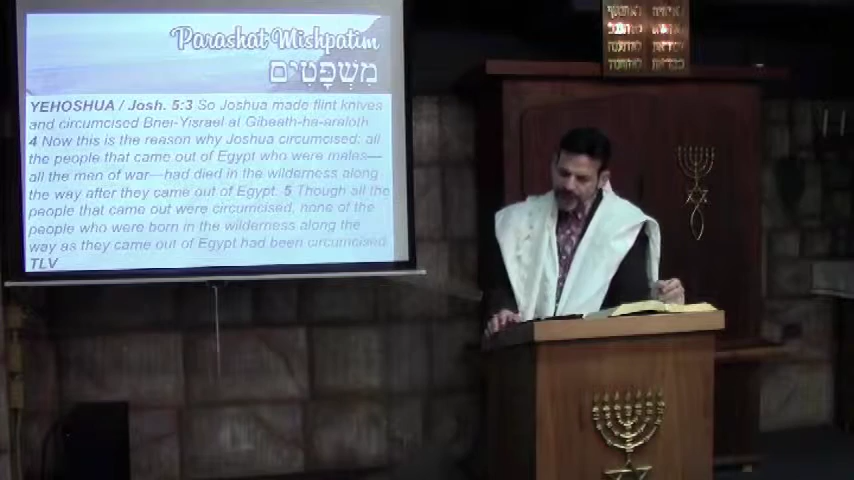 Parashat Mishpatim
מִשְׁפָּטִים
YEHOSHUA / Josh. 5:3 So Joshua made flint knives
and circumcised Bnei-Yisrael at Gibeath-ha-araloth.
4 Now this is the reason why Joshua circumcised: all
the people that came out of Egypt who were males—
all the men of war—had died in the wilderness along
the way after they came out of Egypt. 5 Though all the
people that came out were circumcised, none of the
people who were born in the wilderness along the
way as they came out of Egypt had been circumcised.
TLV